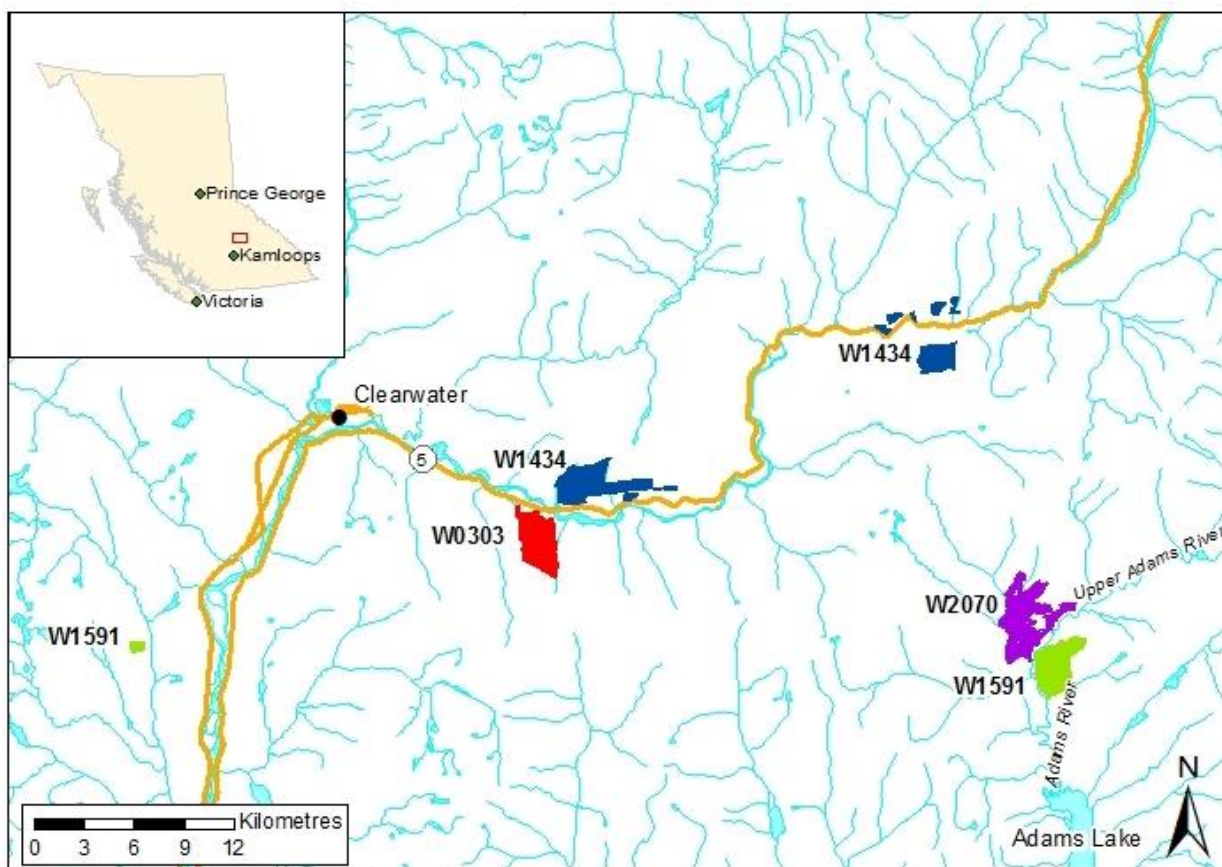 Prince George
Kamloops
Victoria
W1434
Clearwater
5
W1434
W0303
Upper Adams River
W2070
W1591
W1591
Adams River
N
Kilometres
0 3 6 9 12
Adams Lake